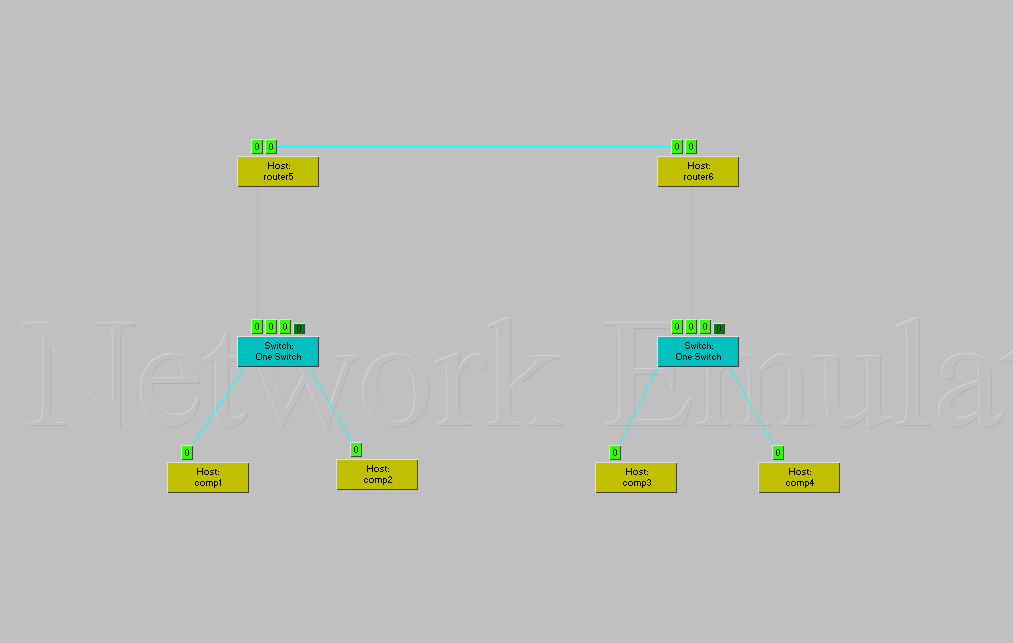 0 0
0 0
Host:
router5
Host:
router6
0 0 0 0
0 0 0 0
Switch:
One Switch
Switch:
One Switch
Network Emulat
0
0
0
0
Host:
comp1
Host:
comp2
Host:
comp3
Host:
comp4